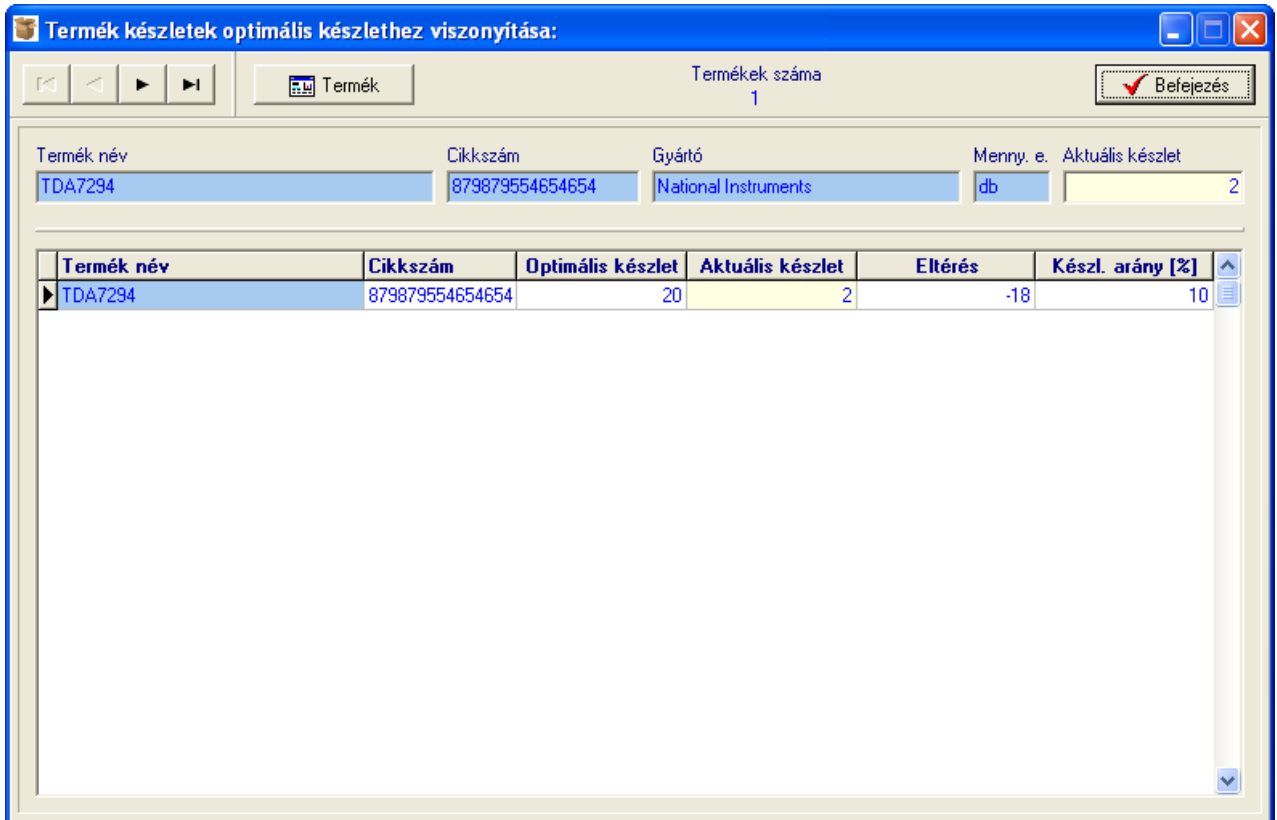 Termék készletek optimális készlethez viszonyítása:
Termék
Termékek száma
1
Befejezés
Termék név Cikkszám Gyártó Menny. e. Aktuális készlet
TDA7294 879879554654654 National Instruments db 2
Termék név Cikkszám Optimális készlet Aktuális készlet Eltérés Készl. arány [%]
TDA7294 879879554654654 20 2 -18 10